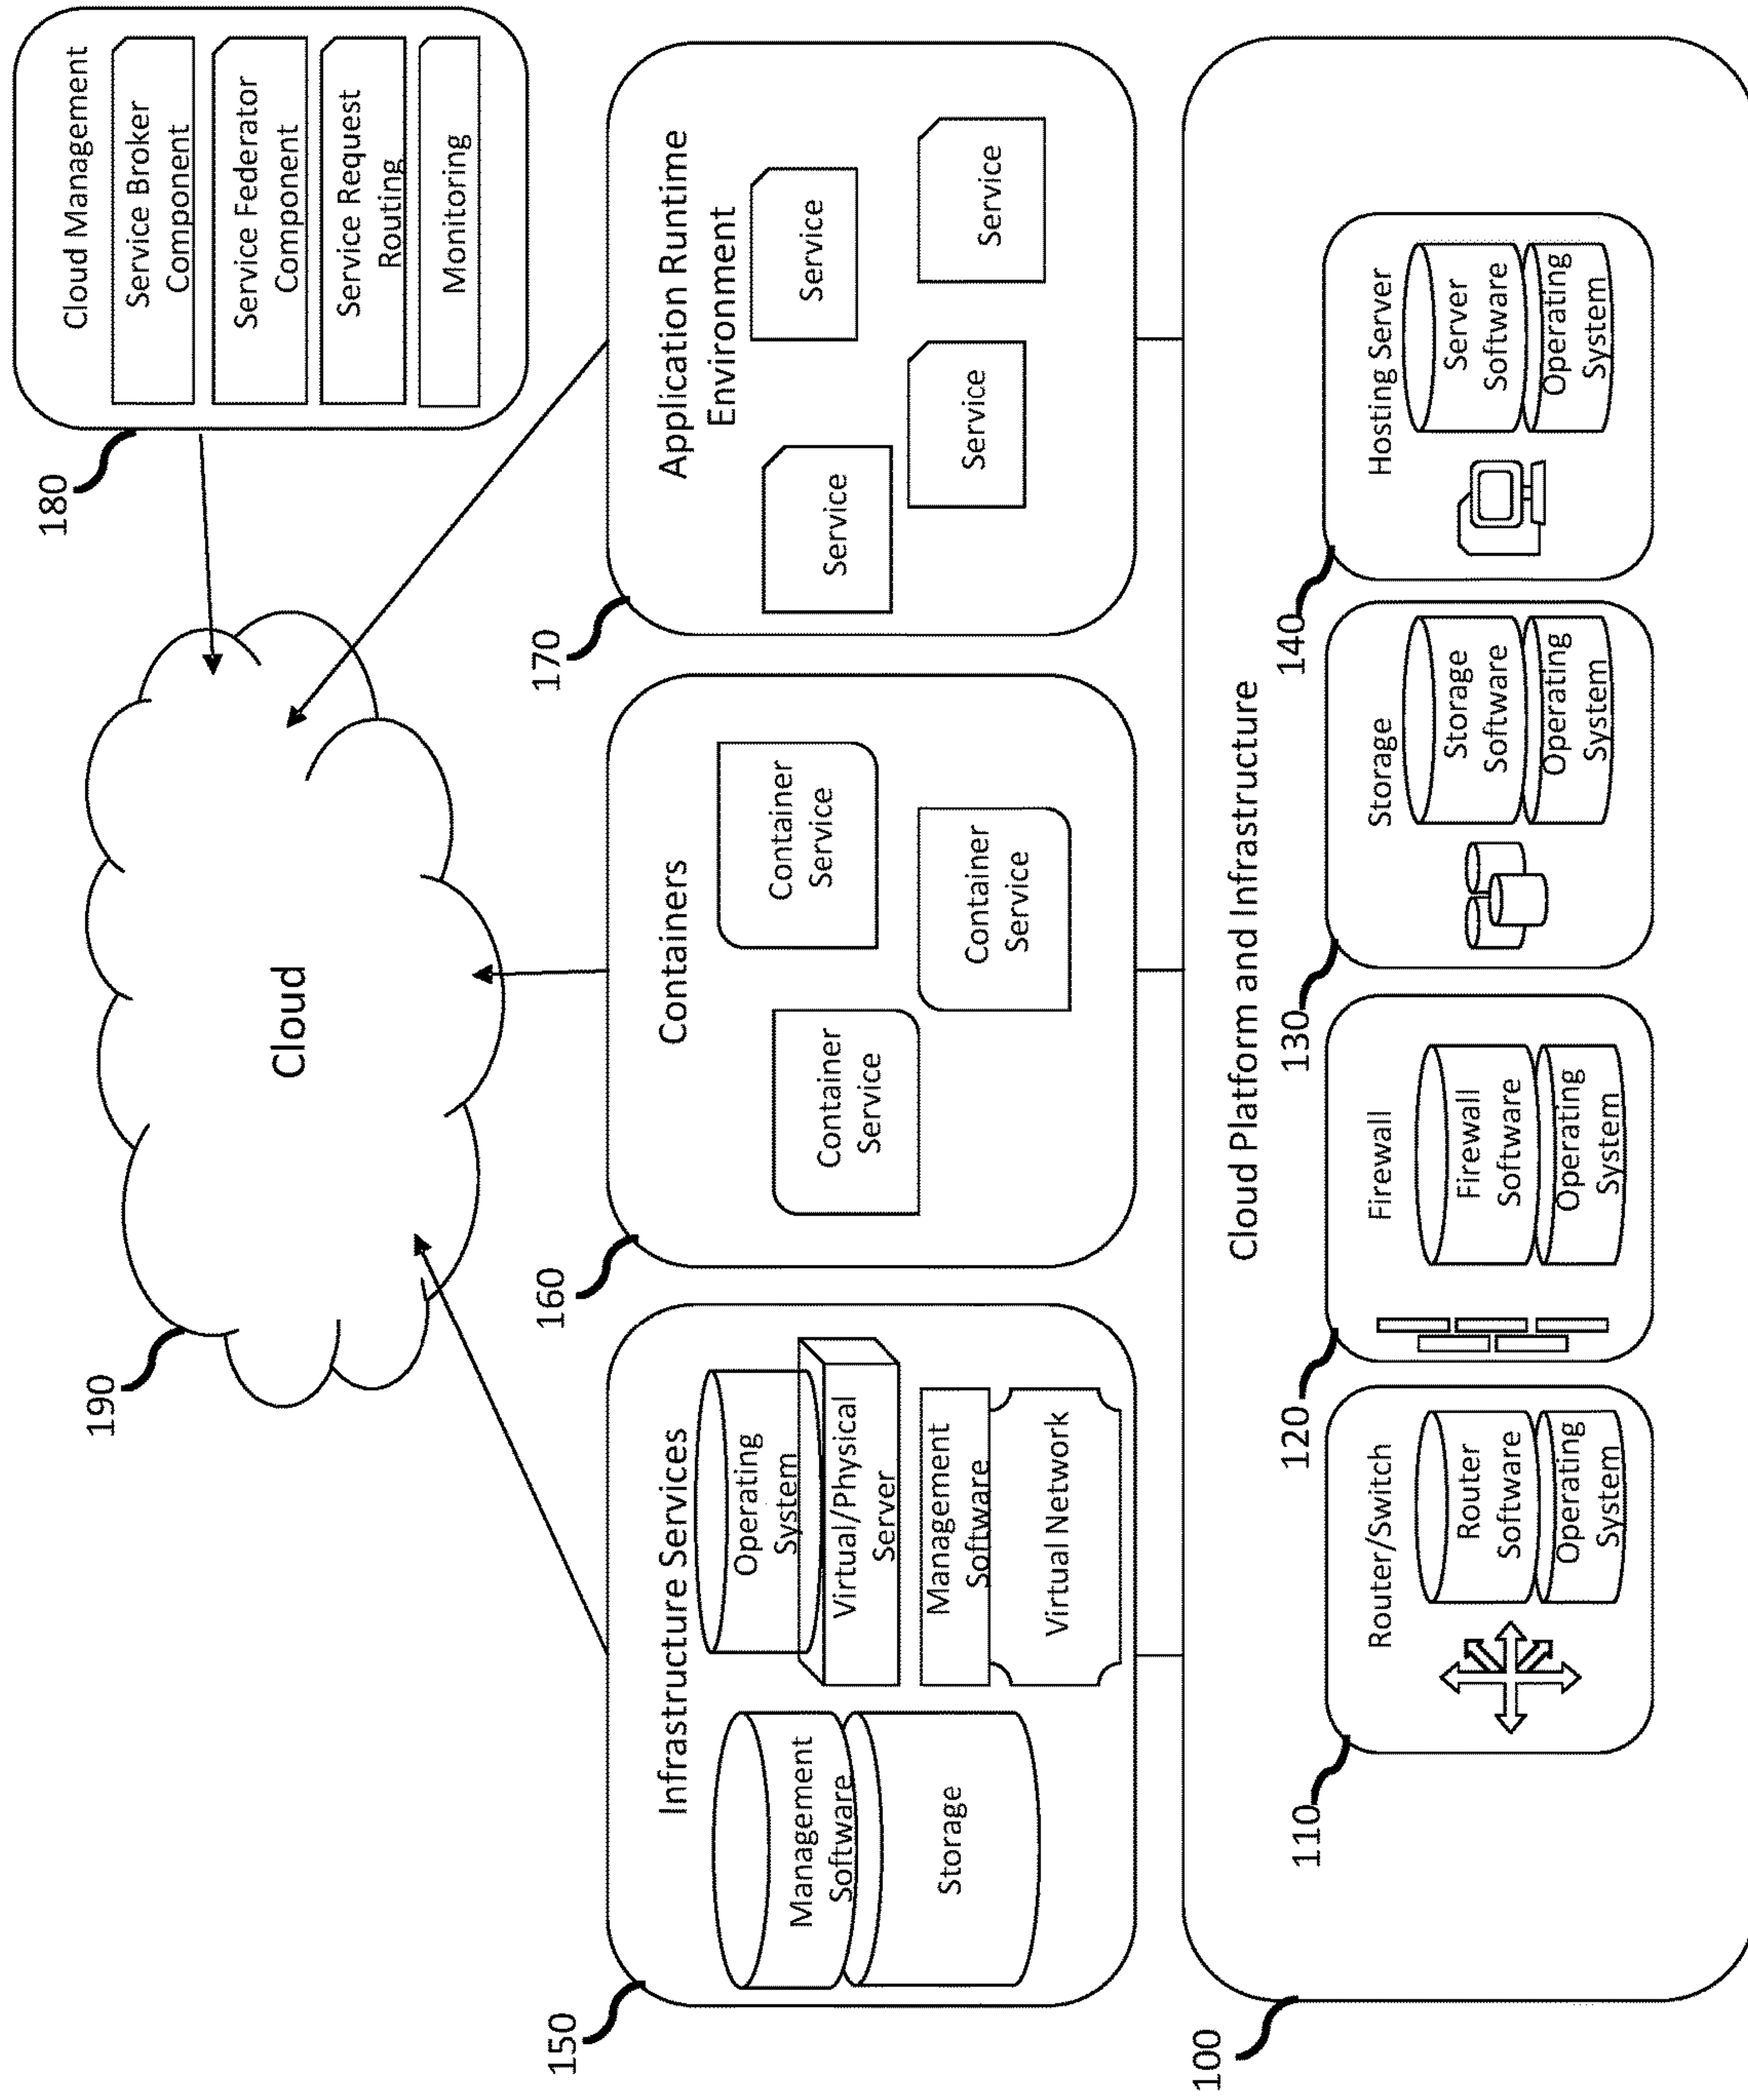 180
Cloud Management
Service Broker
Component
Service Federator
Component
Service Request
Routing
Monitoring
190
Cloud
150
Infrastructure Services
Management
Software
Storage
Operating
System
Virtual/Physical
Server
Management
Software
Virtual Network
160
Containers
Container
Service
Container
Service
Container
Service
170
Application Runtime
Environment
Service
Service
Service
Service
100
Cloud Platform and Infrastructure
110
Router/Switch
Router
Software
Operating
System
120
Firewall
Firewall
Software
Operating
System
130
Storage
Storage
Software
Operating
System
140
Hosting Server
Server
Software
Operating
System